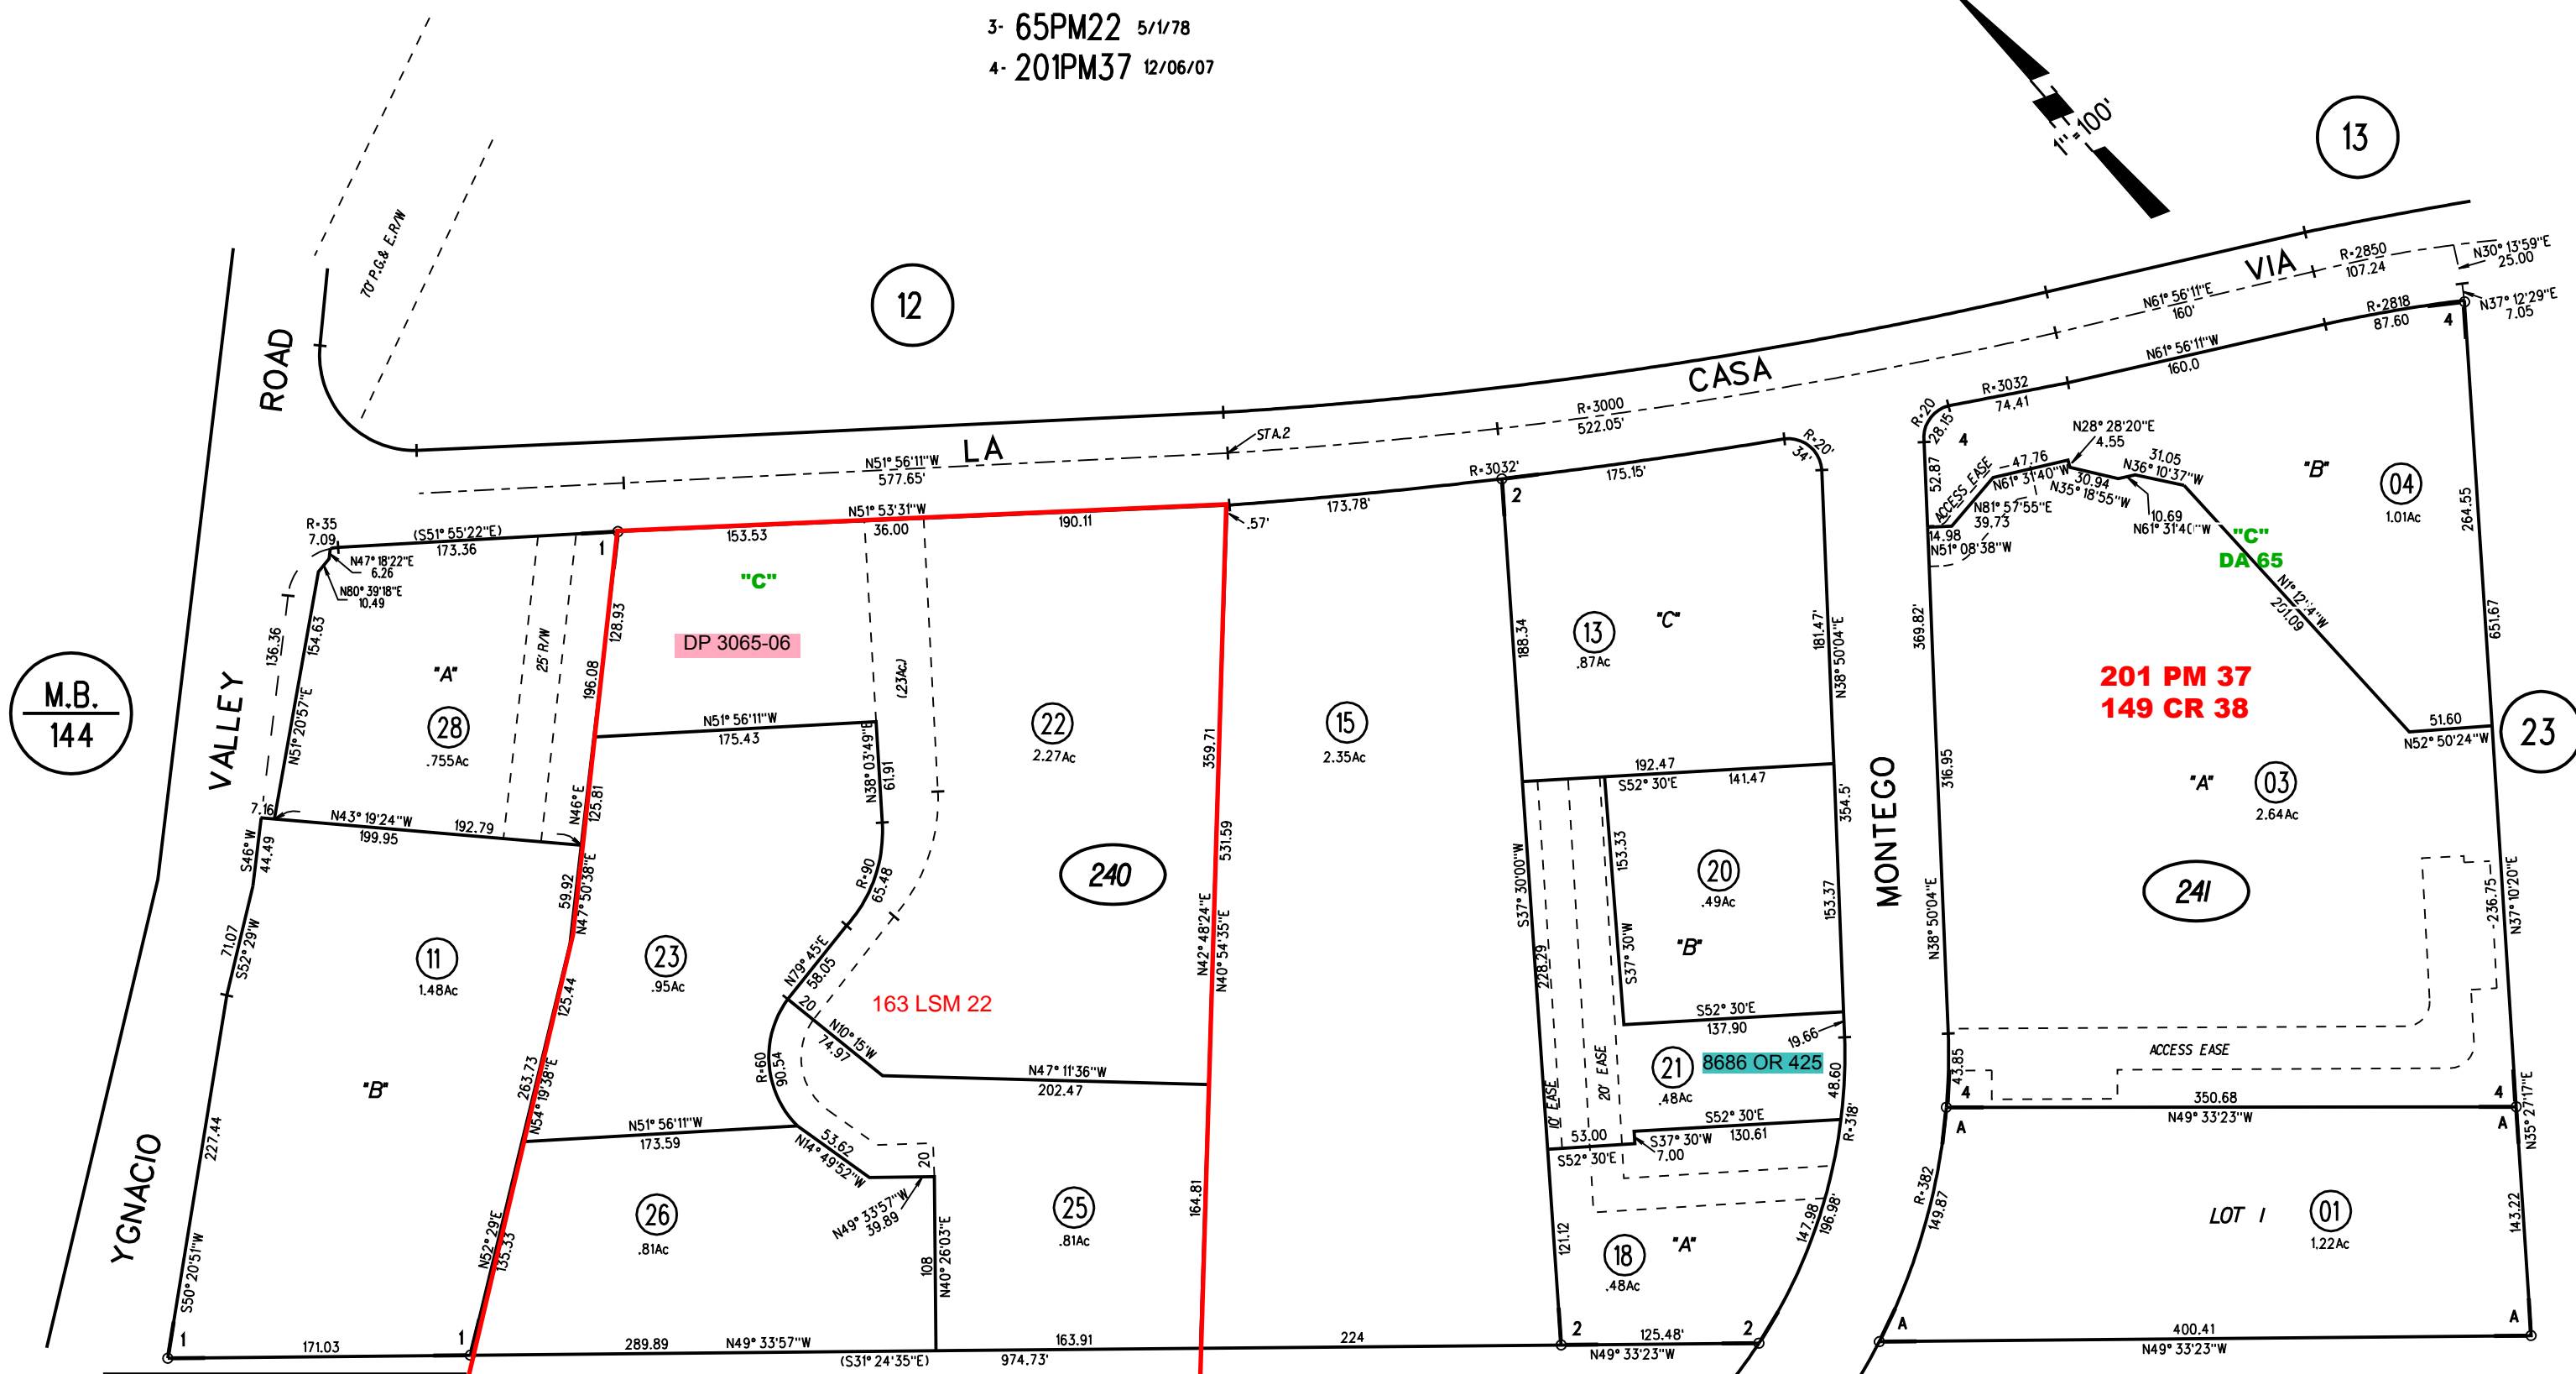 3- 65PM22 5/1/78
4- 201PM37 12/06/07
1"=100'
13
12
70' P.G.& E.R/W
ROAD
VALLEY
YGNACIO
M.B.
144
LA
CASA
VIA
MONTEGO
STA.2
N51° 56'11"W
577.65'
R=3000
522.05'
N61° 56'11"E
160'
R=2850
107.24
N30° 13'59"E
25.00
N37° 12'29"E
7.05
R=2818
87.60
4
N61° 56'11"W
160.0
R=3032
74.41
R=20
28.15
4
R=35
7.09
(S51° 55'22"E)
173.36
1
N47° 18'22"E
6.26
N80° 39'18"E
10.49
136.36
154.63
N51° 20'57"E
"A"
28
.755Ac
25' R/W
7.16
N43° 19'24"W
192.79
199.95
N46° E
125.81
S46° W
44.49
71.07
S52° 29'W
11
1.48Ac
"B"
227.44
S50° 20'51"W
1
171.03
1
59.92
N47° 50'38"E
125.44
263.73
N54° 19'38"E
N52° 29'E
135.33
128.93
196.08
153.53
N51° 53'31"W
36.00
190.11
.57'
"C"
DP 3065-06
(.23Ac.)
N51° 56'11"W
175.43
N38° 03'49"E
61.91
22
2.27Ac
R=90
65.48
240
23
.95Ac
N79° 45'E
58.05
163 LSM 22
20
N10° 15'W
74.97
R=60
90.54
N47° 11'36"W
202.47
N51° 56'11"W
173.59
53.62
N14° 49'52"W
20
N49° 33'57"W
39.89
26
.81Ac
108
N40° 26'03"E
25
.81Ac
289.89
N49° 33'57"W
163.91
(S31° 24'35"E)
974.73'
224
359.71
531.59
N42° 48'24"E
N40° 54'35"E
164.81
173.78'
15
2.35Ac
R=3032'
175.15'
2
R=20'
34'
188.34
13
.87Ac
"C"
181.47'
N38° 50'04"E
192.47
S52° 30'E
141.47
354.5'
153.33
20
.49Ac
"B"
S37° 30'W
153.37
S37° 30'00"W
228.29
S52° 30'E
137.90
19.66
21
8686 OR 425
.48Ac
48.60
10' EASE
20' EASE
S52° 30'E
53.00
S37° 30'W
130.61
7.00
S52° 30'E
R=318'
147.98
196.98'
121.12
18
"A"
.48Ac
2
125.48'
2
N49° 33'23"W
52.87
ACCESS EASE
47.76
N61° 31'40"W
N28° 28'20"E
4.55
31.05
N36° 10'37"W
30.94
N35° 18'55"W
N81° 57'55"E
39.73
10.69
N61° 31'40"W
14.98
N51° 08'38"W
"B"
04
1.01Ac
"C"
DA 65
264.55
651.67
201.09
369.82'
201 PM 37
149 CR 38
51.60
N52° 50'24"W
23
316.95
"A"
03
2.64Ac
241
N38° 50'04"E
236.75
N37° 10'20"E
ACCESS EASE
43.85
4
350.68
4
N49° 33'23"W
A
A
N35° 27'17"E
R=382
149.87
LOT 1
01
1.22Ac
143.22
A
A
400.41
N49° 33'23"W